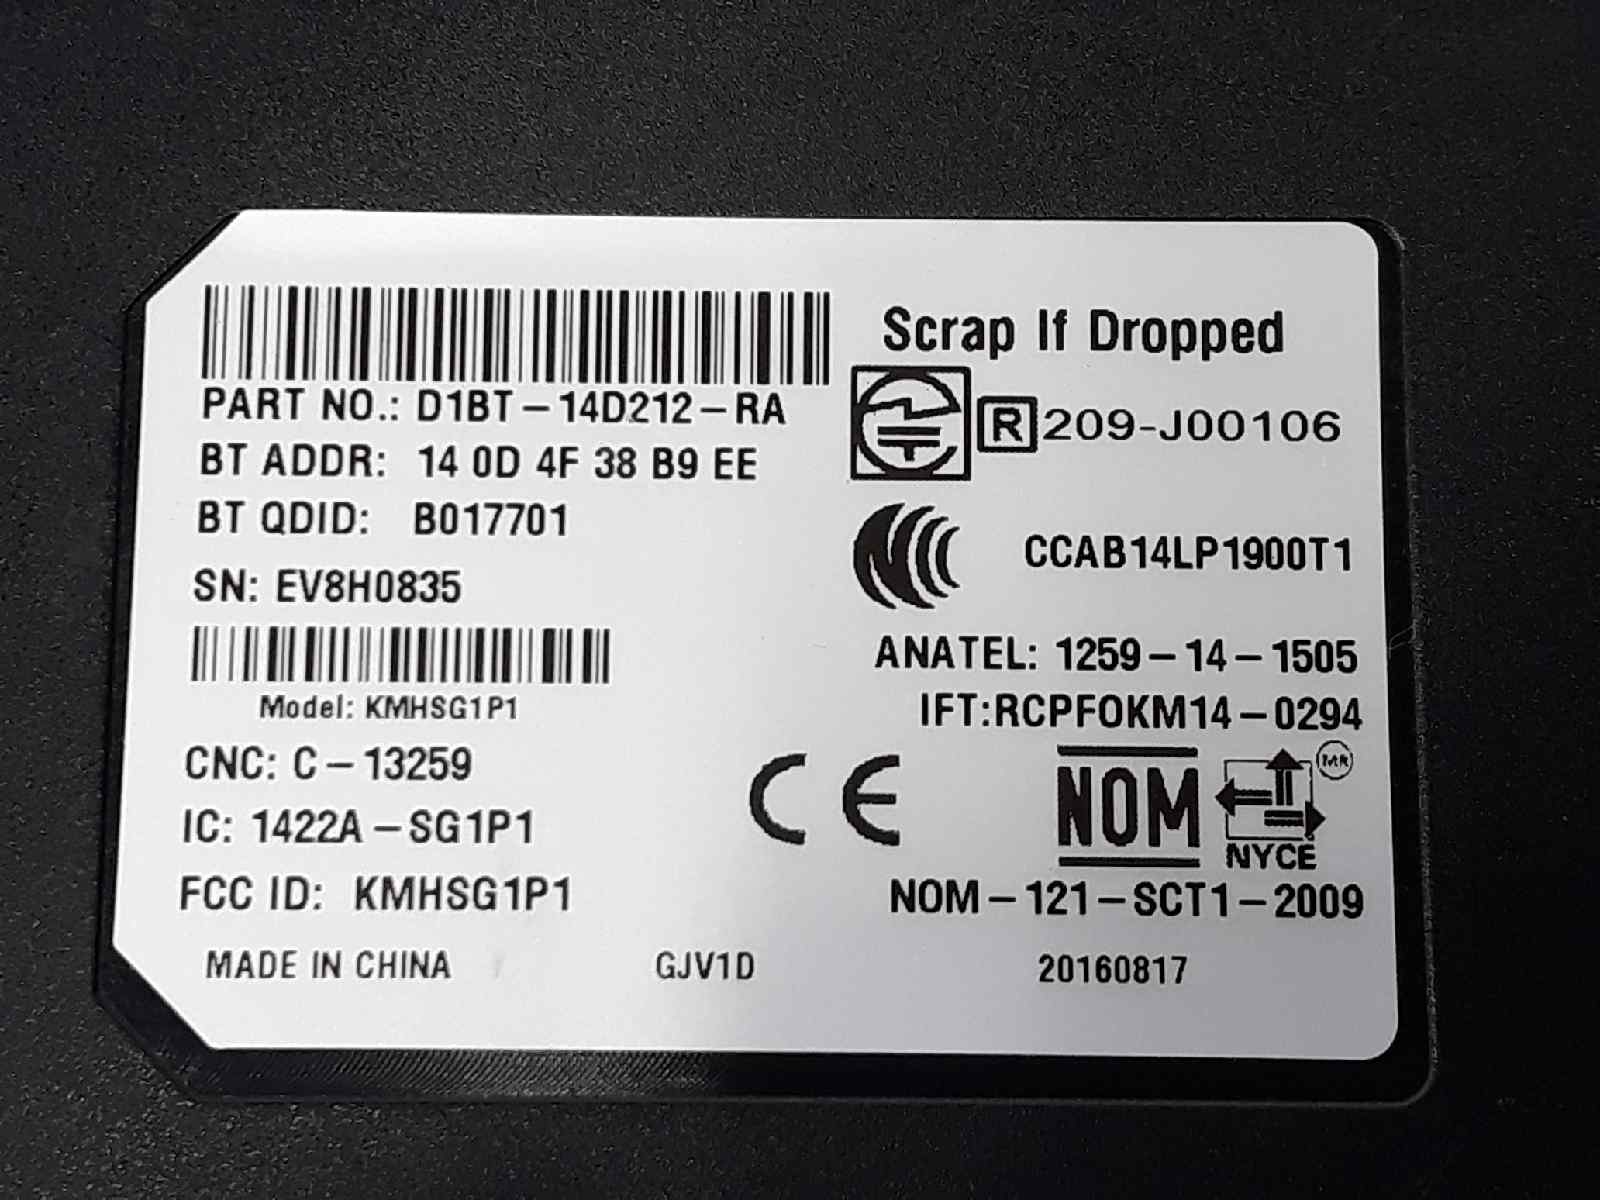 Scrap If Dropped
PART NO.: D1BT-14D212-RA
R 209-J00106
BT ADDR: 14 0D 4F 38 B9 EE
BT QDID: B017701
CCAB14LP1900T1
SN: EV8H0835
ANATEL: 1259-14-1505
Model: KMHSG1P1
IFT:RCPFOKM14-0294
CNC: C-13259
CE
NOM
MR
NYCE
IC: 1422A-SG1P1
FCC ID: KMHSG1P1
NOM-121-SCT1-2009
MADE IN CHINA GJV1D 20160817